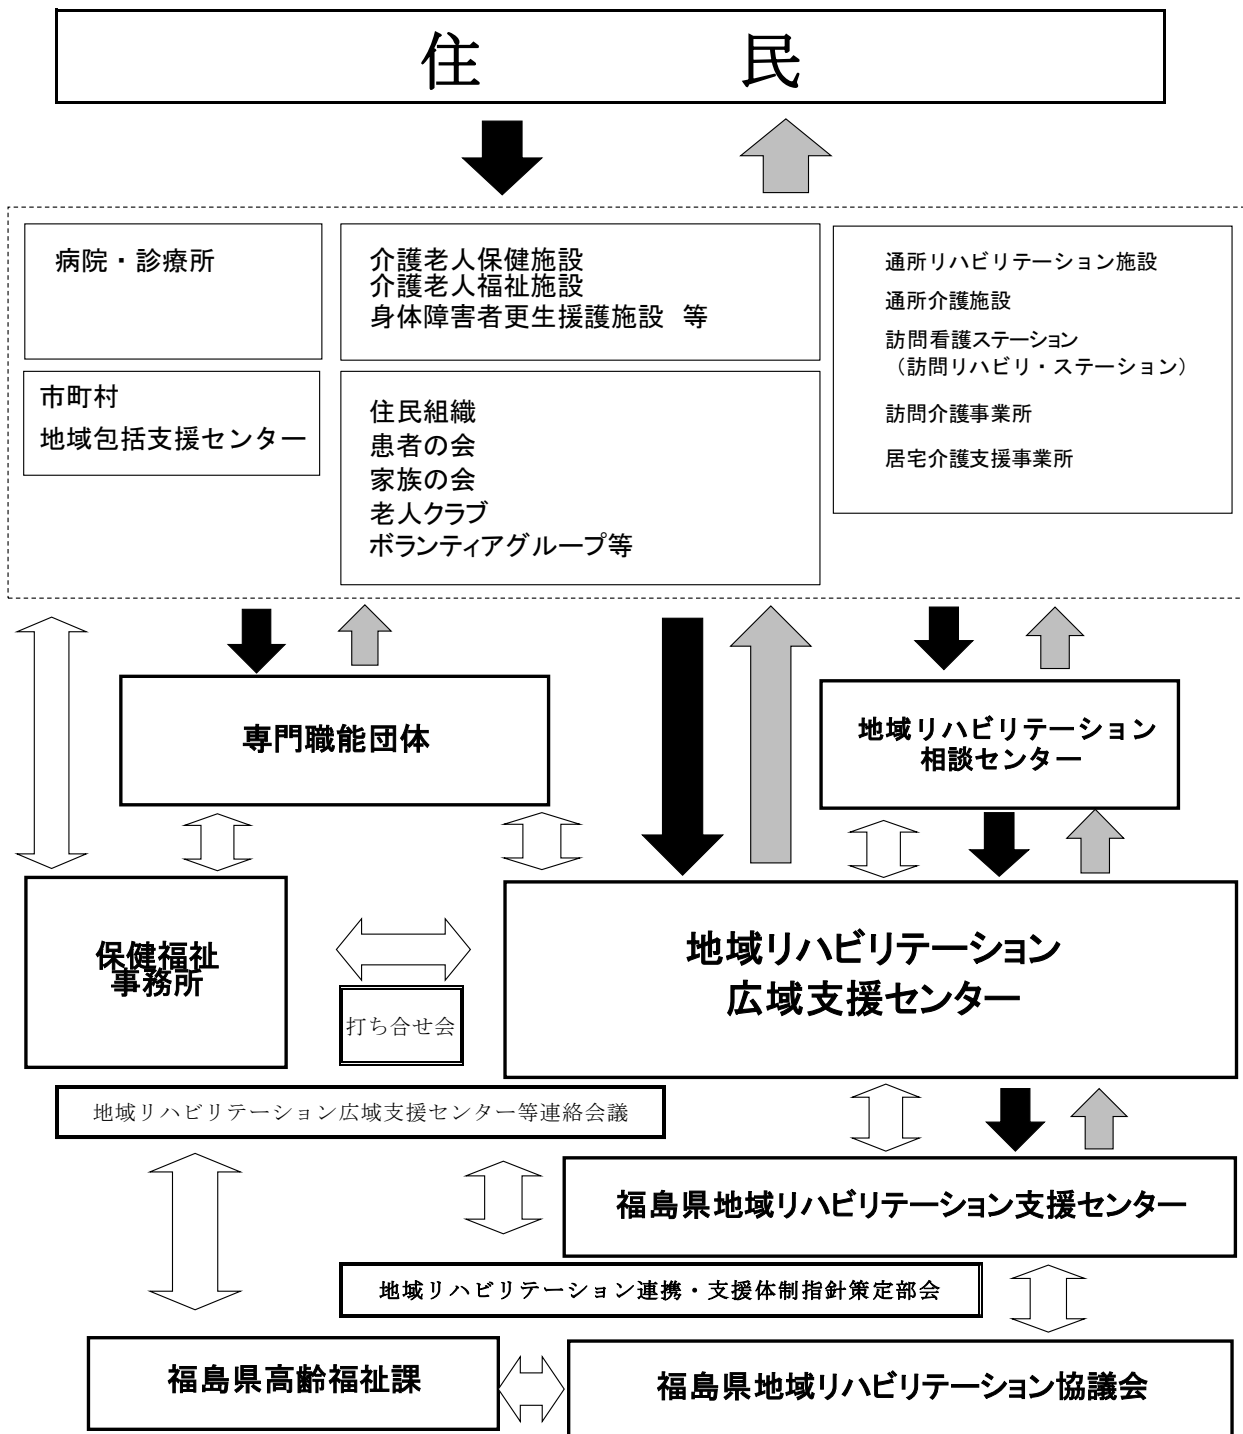 住　民
病院・診療所
介護老人保健施設
介護老人福祉施設
身体障害者更生援護施設　等
通所リハビリテーション施設
通所介護施設
訪問看護ステーション
（訪問リハビリ・ステーション）
訪問介護事業所
居宅介護支援事業所
市町村
地域包括支援センター
住民組織
患者の会
家族の会
老人クラブ
ボランティアグループ等
専門職能団体
地域リハビリテーション
相談センター
保健福祉
事務所
打ち合せ会
地域リハビリテーション
広域支援センター
地域リハビリテーション広域支援センター等連絡会議
福島県地域リハビリテーション支援センター
地域リハビリテーション連携・支援体制指針策定部会
福島県高齢福祉課
福島県地域リハビリテーション協議会